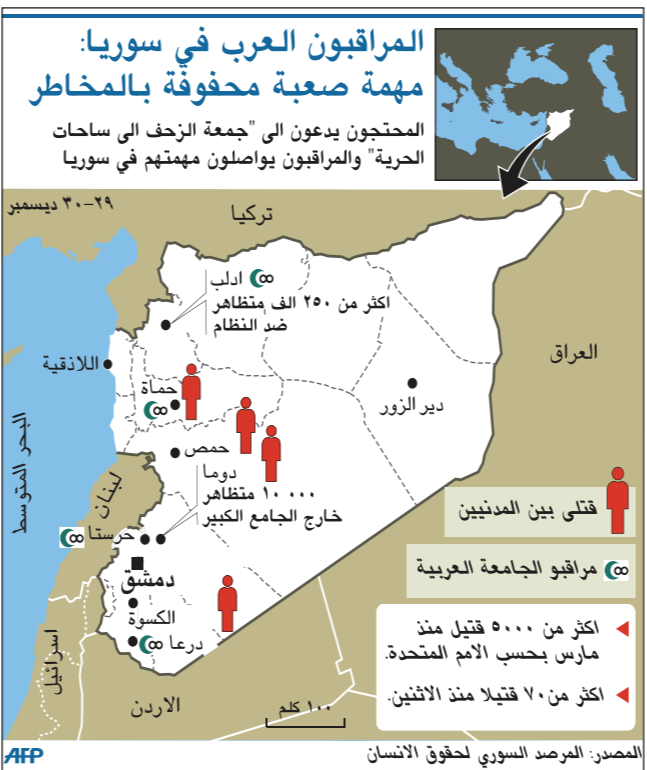 المراقبون العرب في سوريا:
مهمة صعبة محفوفة بالمخاطر
المحتجون يدعون الى "جمعة الزحف الى ساحات
الحرية" والمراقبون يواصلون مهمتهم في سوريا
٢٩-٣٠ ديسمبر
تركيا
ادلب
اكثر من ٢٥٠ الف متظاهر
ضد النظام
العراق
اللاذقية
حماة
دير الزور
البحر المتوسط
حمص
دوما
١٠ ٠٠٠ متظاهر
خارج الجامع الكبير
لبنان
حرستا
دمشق
الكسوة
درعا
اسرائيل
الاردن
١٠٠ كلم
قتلى بين المدنيين
مراقبو الجامعة العربية
اكثر من ٥٠٠٠ قتيل منذ
مارس بحسب الامم المتحدة.
اكثر من٧٠ قتيلا منذ الاثنين.
المصدر: المرصد السوري لحقوق الانسان
AFP